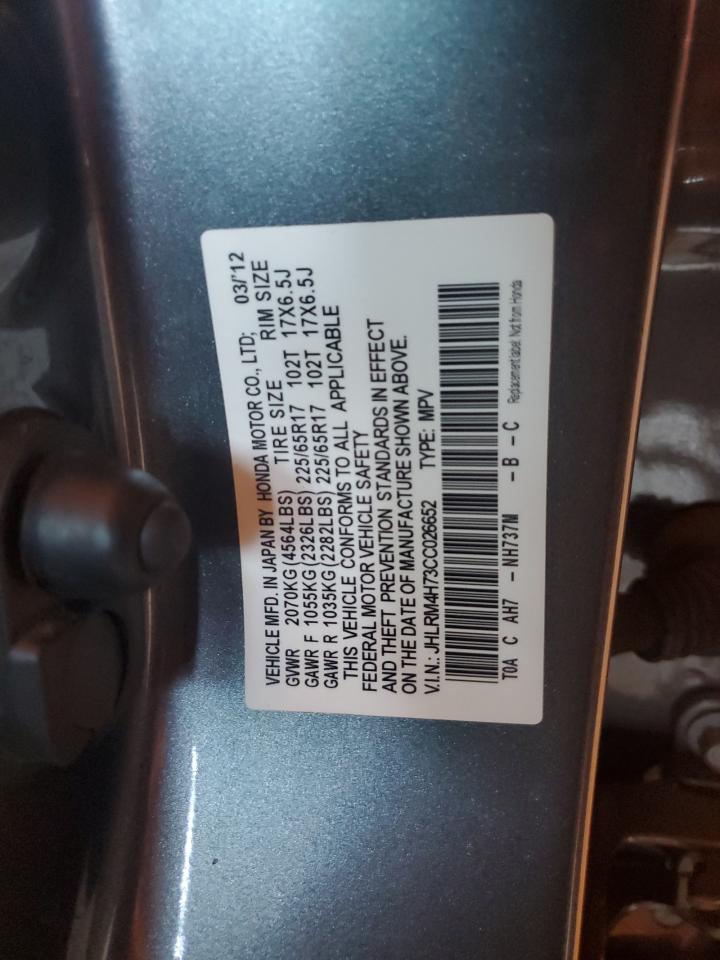 VEHICLE MFD. IN JAPAN BY HONDA MOTOR CO., LTD; 03/'12
GVWR 2070KG (4564LBS) TIRE SIZE RIM SIZE
GAWR F 1055KG (2326LBS) 225/65R17 102T 17X6.5J
GAWR R 1035KG (2282LBS) 225/65R17 102T 17X6.5J
THIS VEHICLE CONFORMS TO ALL APPLICABLE
FEDERAL MOTOR VEHICLE SAFETY
AND THEFT PREVENTION STANDARDS IN EFFECT
ON THE DATE OF MANUFACTURE SHOWN ABOVE.
V.I.N.: JHLRM4H73CC026652 TYPE: MPV
T0A C AH7 - NH737M - B - C Replacement label. Not from Honda